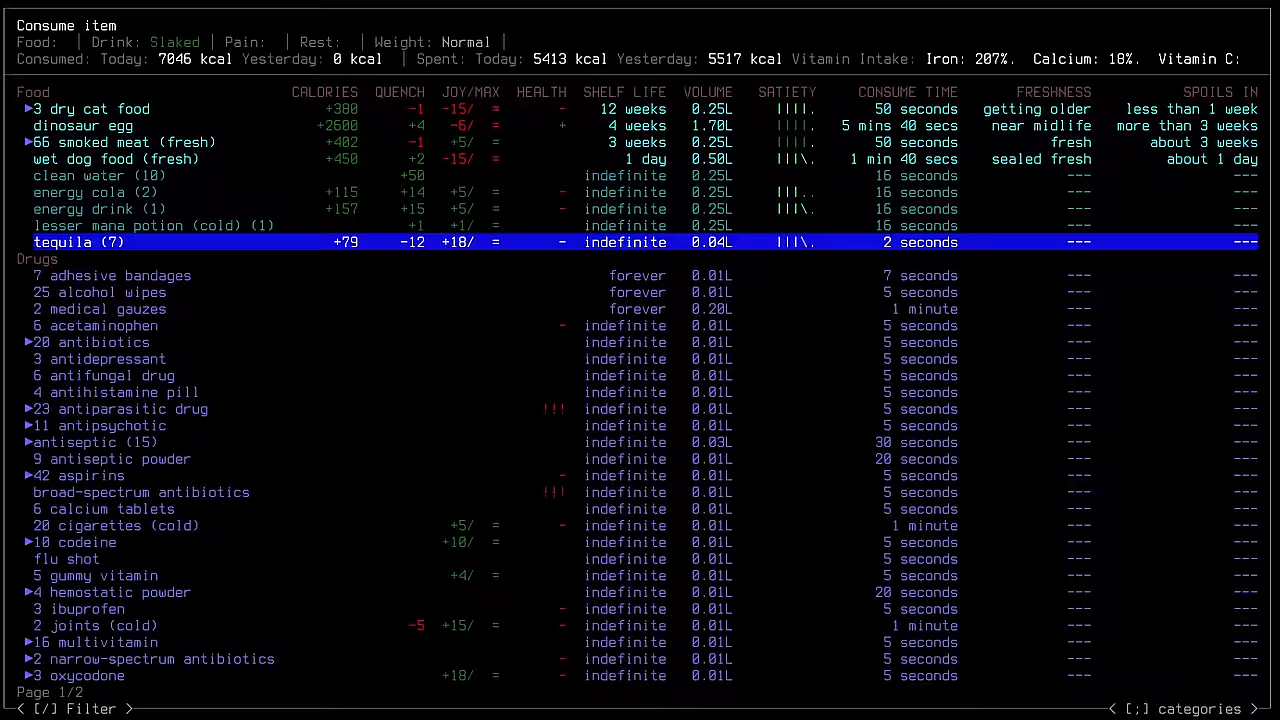 Consume item
Food:  | Drink: Slaked | Pain:  | Rest:  | Weight: Normal |
Consumed: Today: 7046 kcal Yesterday: 0 kcal  | Spent: Today: 5413 kcal Yesterday: 5517 kcal Vitamin Intake: Iron: 207%.  Calcium: 18%.  Vitamin C:
Food CALORIES QUENCH JOY/MAX HEALTH SHELF LIFE VOLUME SATIETY CONSUME TIME FRESHNESS SPOILS IN
▶3 dry cat food +380 -1 -15/ = - 12 weeks 0.25L |||| 50 seconds getting older less than 1 week
dinosaur egg +2600 +4 -6/ = + 4 weeks 1.70L ||||. 5 mins 40 secs near midlife more than 3 weeks
▶66 smoked meat (fresh) +402 -1 +5/ = 3 weeks 0.25L ||||. 50 seconds fresh about 3 weeks
wet dog food (fresh) +450 +2 -15/ = 1 day 0.50L |||\. 1 min 40 secs sealed fresh about 1 day
clean water (10) +50 indefinite 0.25L 16 seconds --- ---
energy cola (2) +115 +14 +5/ = - indefinite 0.25L |||.. 16 seconds --- ---
energy drink (1) +157 +15 +5/ = - indefinite 0.25L |||\. 16 seconds --- ---
lesser mana potion (cold) (1) +1 +1/ = indefinite 0.25L 16 seconds --- ---
tequila (7) +79 -12 +18/ = - indefinite 0.04L |||\. 2 seconds --- ---
Drugs
7 adhesive bandages forever 0.01L 7 seconds --- ---
25 alcohol wipes forever 0.01L 5 seconds --- ---
2 medical gauzes forever 0.20L 1 minute --- ---
6 acetaminophen - indefinite 0.01L 5 seconds --- ---
▶20 antibiotics indefinite 0.01L 5 seconds --- ---
3 antidepressant indefinite 0.01L 5 seconds --- ---
6 antifungal drug indefinite 0.01L 5 seconds --- ---
4 antihistamine pill indefinite 0.01L 5 seconds --- ---
▶23 antiparasitic drug !!! indefinite 0.01L 5 seconds --- ---
▶11 antipsychotic indefinite 0.01L 5 seconds --- ---
▶antiseptic (15) indefinite 0.03L 30 seconds --- ---
9 antiseptic powder indefinite 0.01L 20 seconds --- ---
▶42 aspirins - indefinite 0.01L 5 seconds --- ---
broad-spectrum antibiotics !!! indefinite 0.01L 5 seconds --- ---
6 calcium tablets indefinite 0.01L 5 seconds --- ---
20 cigarettes (cold) +5/ = - indefinite 0.01L 1 minute --- ---
▶10 codeine +10/ = indefinite 0.01L 5 seconds --- ---
flu shot indefinite 0.01L 5 seconds --- ---
5 gummy vitamin +4/ = indefinite 0.01L 5 seconds --- ---
▶4 hemostatic powder indefinite 0.01L 20 seconds --- ---
3 ibuprofen - indefinite 0.01L 5 seconds --- ---
2 joints (cold) -5 +15/ = - indefinite 0.01L 1 minute --- ---
▶16 multivitamin indefinite 0.01L 5 seconds --- ---
▶2 narrow-spectrum antibiotics - indefinite 0.01L 5 seconds --- ---
▶3 oxycodone +18/ = - indefinite 0.01L 5 seconds --- ---
Page 1/2
< [/] Filter > < [;] categories >